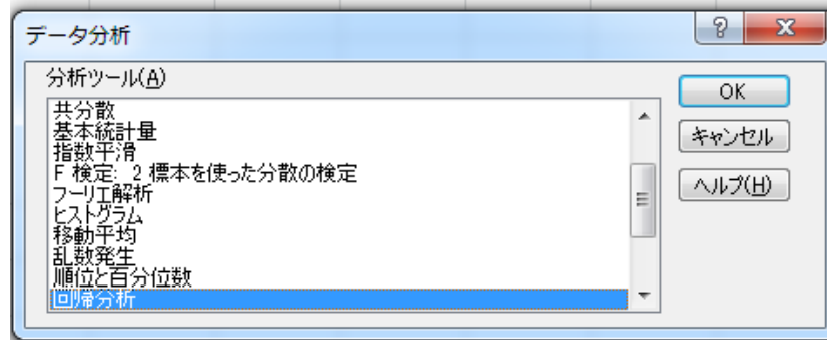 データ分析
分析ツール(A)
共分散
基本統計量
指数平滑
F 検定: 2 標本を使った分散の検定
フーリエ解析
ヒストグラム
移動平均
乱数発生
順位と百分位数
回帰分析
OK
キャンセル
ヘルプ(H)